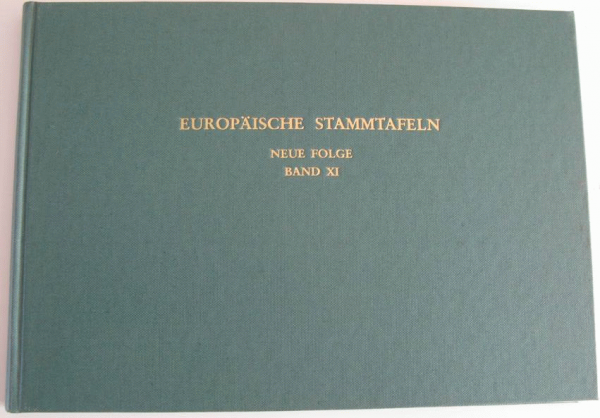 EUROPÄISCHE STAMMTAFELN
NEUE FOLGE
BAND XI